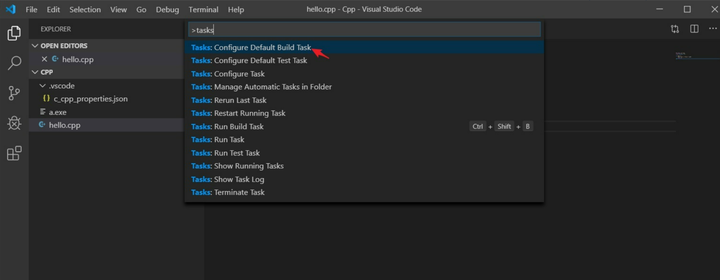 File Edit Selection View Go Debug Terminal Help
hello.cpp - Cpp - Visual Studio Code
EXPLORER
OPEN EDITORS
hello.cpp
CPP
.vscode
{} c_cpp_properties.json
a.exe
hello.cpp
>tasks
Tasks: Configure Default Build Task
Tasks: Configure Default Test Task
Tasks: Configure Task
Tasks: Manage Automatic Tasks in Folder
Tasks: Rerun Last Task
Tasks: Restart Running Task
Tasks: Run Build Task Ctrl + Shift + B
Tasks: Run Task
Tasks: Run Test Task
Tasks: Show Running Tasks
Tasks: Show Task Log
Tasks: Terminate Task